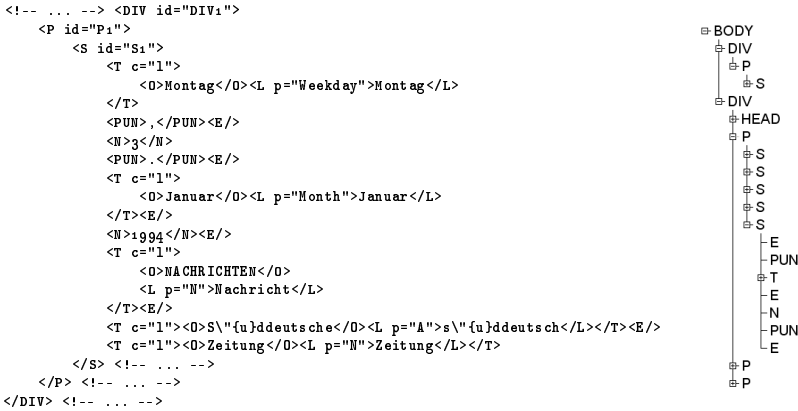 <!-- ... --> <DIV id="DIV1">
<P id="P1">
<S id="S1">
<T c="l">
<O>Montag</O><L p="Weekday">Montag</L>
</T>
<PUN>,</PUN><E/>
<N>3</N>
<PUN>.</PUN><E/>
<T c="l">
<O>Januar</O><L p="Month">Januar</L>
</T><E/>
<N>1994</N><E/>
<T c="l">
<O>NACHRICHTEN</O>
<L p="N">Nachricht</L>
</T><E/>
<T c="l"><O>S\"{u}ddeutsche</O><L p="A">s\"{u}ddeutsch</L></T><E/>
<T c="l"><O>Zeitung</O><L p="N">Zeitung</L></T>
</S> <!-- ... -->
</P> <!-- ... -->
</DIV> <!-- ... -->
BODY
DIV
P
S
DIV
HEAD
P
S
S
S
S
S
E
PUN
T
E
N
PUN
E
P
P